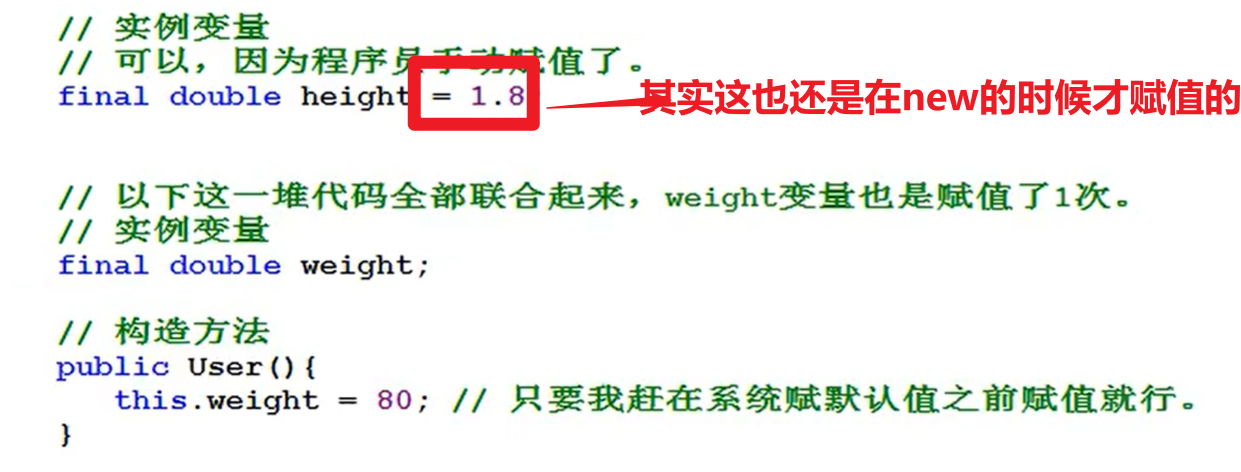 // 实例变量
// 可以，因为程序员手动赋值了。
final double height = 1.8
其实这也还是在new的时候才赋值的
// 以下这一堆代码全部联合起来，weight变量也是赋值了1次。
// 实例变量
final double weight;
// 构造方法
public User(){
this.weight = 80; // 只要我赶在系统赋默认值之前赋值就行。
}